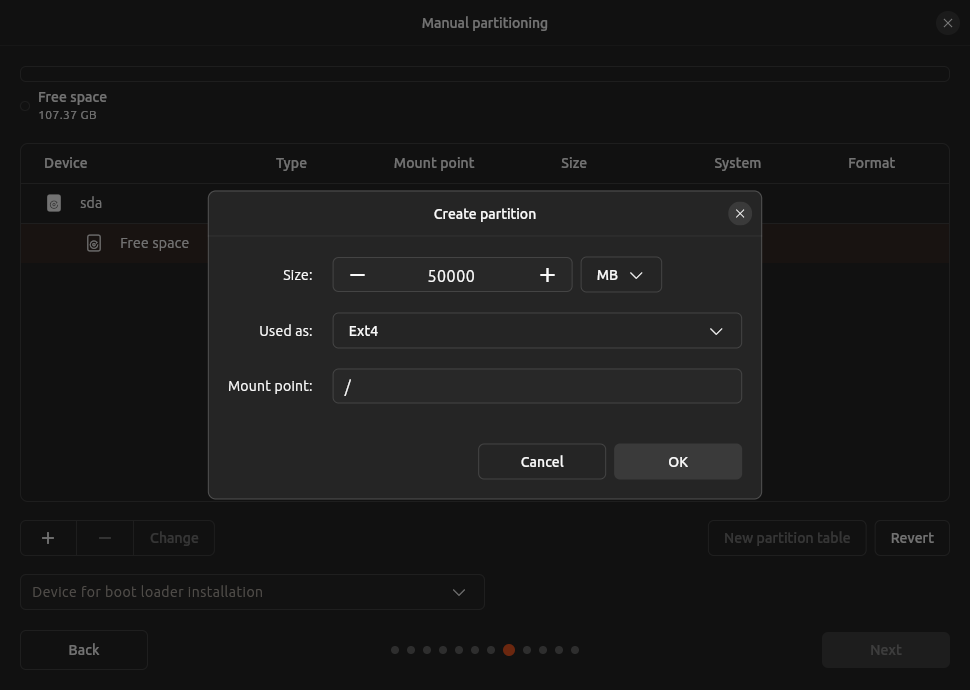 Manual partitioning
Free space
107.37 GB
Device Type Mount point Size System Format
sda
Free space
Create partition
Size: 50000 MB
Used as: Ext4
Mount point: /
Cancel OK
Change New partition table Revert
Device for boot loader installation
Back Next